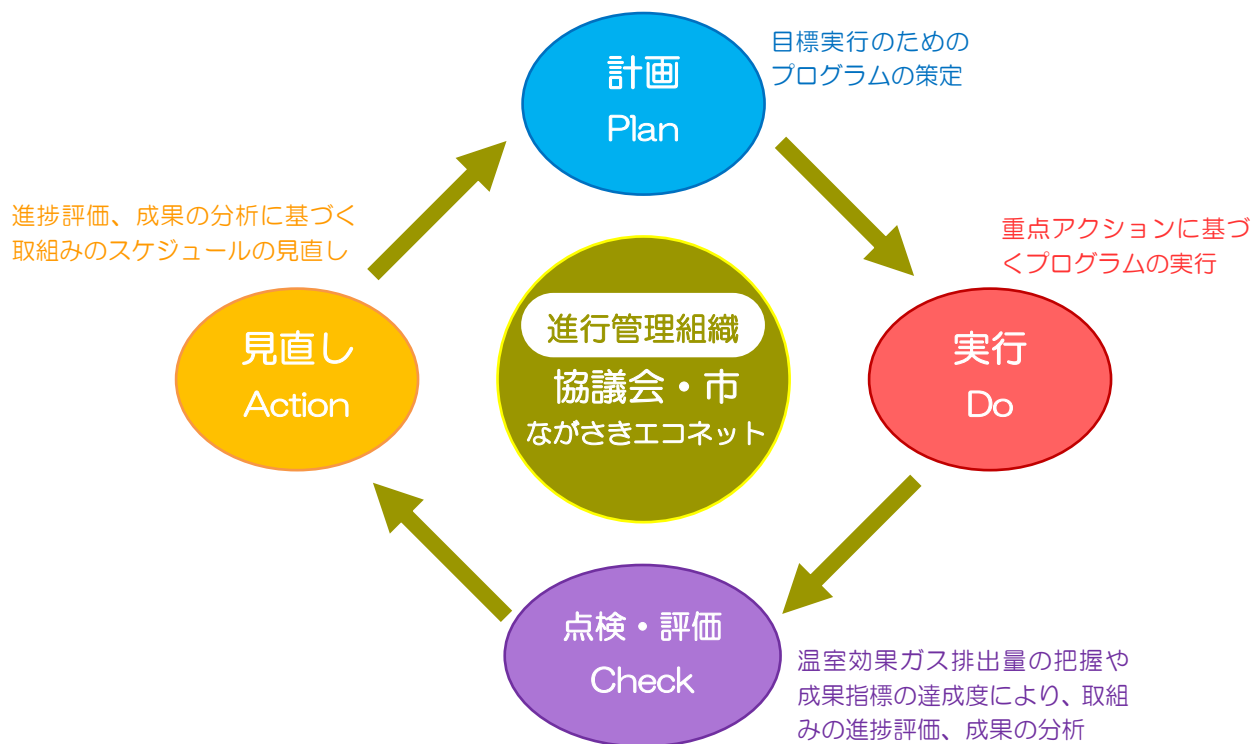 計画
Plan
目標実行のための
プログラムの策定
進捗評価、成果の分析に基づく
取組みのスケジュールの見直し
重点アクションに基づ
くプログラムの実行
見直し
Action
進行管理組織
協議会・市
ながさきエコネット
実行
Do
点検・評価
Check
温室効果ガス排出量の把握や
成果指標の達成度により、取組
みの進捗評価、成果の分析